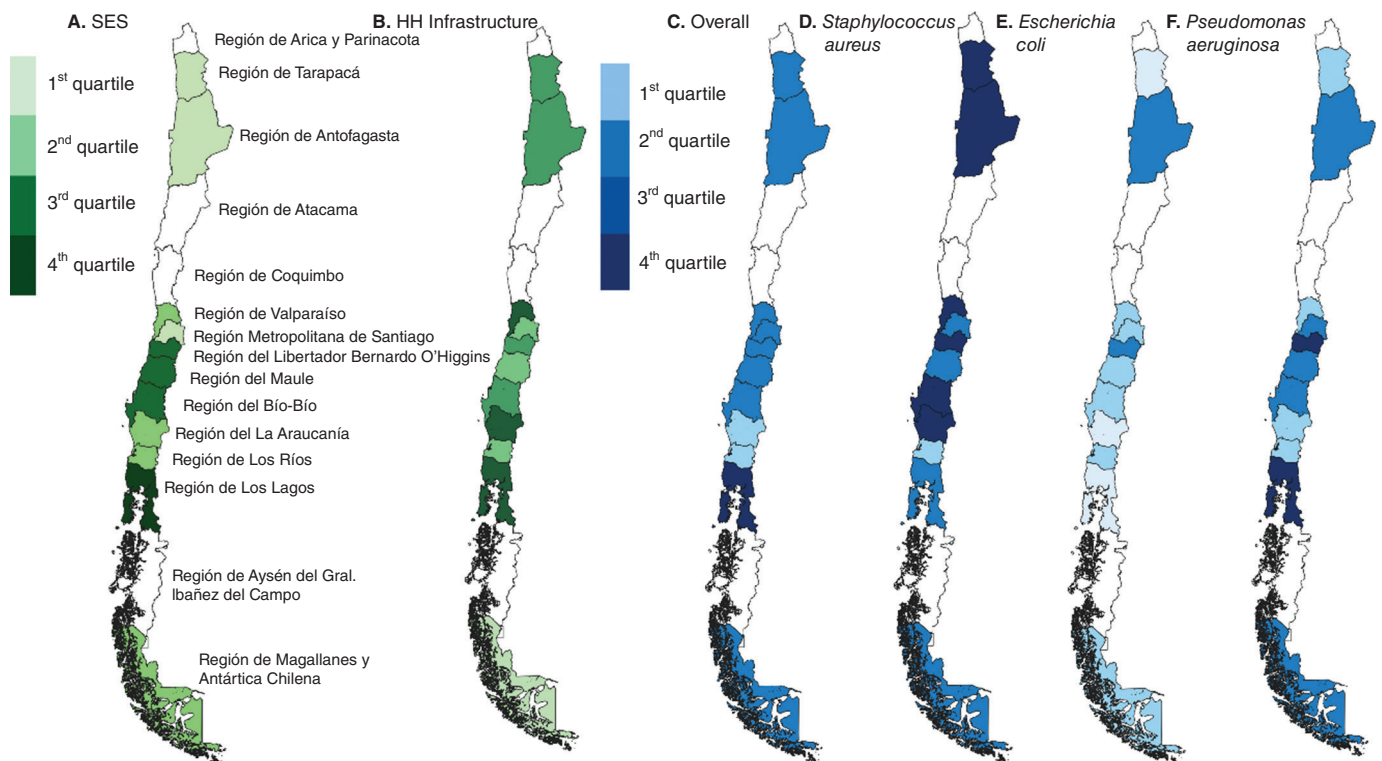 A. SES
1st quartile
2nd quartile
3rd quartile
4th quartile
Región de Arica y Parinacota
Región de Tarapacá
Región de Antofagasta
Región de Atacama
Región de Coquimbo
Región de Valparaíso
Región Metropolitana de Santiago
Región del Libertador Bernardo O'Higgins
Región del Maule
Región del Bío-Bío
Región del La Araucanía
Región de Los Ríos
Región de Los Lagos
Región de Aysén del Gral.
Ibañez del Campo
Región de Magallanes y
Antártica Chilena
B. HH Infrastructure
C. Overall
1st quartile
2nd quartile
3rd quartile
4th quartile
D. Staphylococcus
aureus
E. Escherichia
coli
F. Pseudomonas
aeruginosa